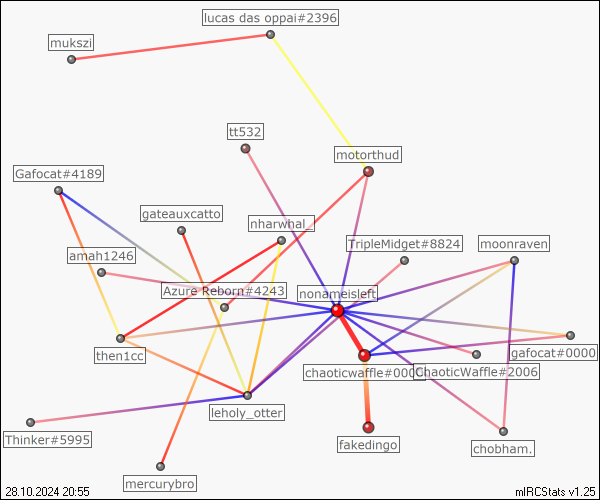 lucas das oppai#2396
mukszi
tt532
motorthud
Gafocat#4189
gateauxcatto
nharwhal_
TripleMidget#8824
moonraven
amah1246
Azure Reborn#4243
nonameisleft
then1cc
chaoticwaffle#0000
ChaoticWaffle#2006
gafocat#0000
leholy_otter
Thinker#5995
fakedingo
chobham.
mercurybro
28.10.2024 20:55
mIRCStats v1.25